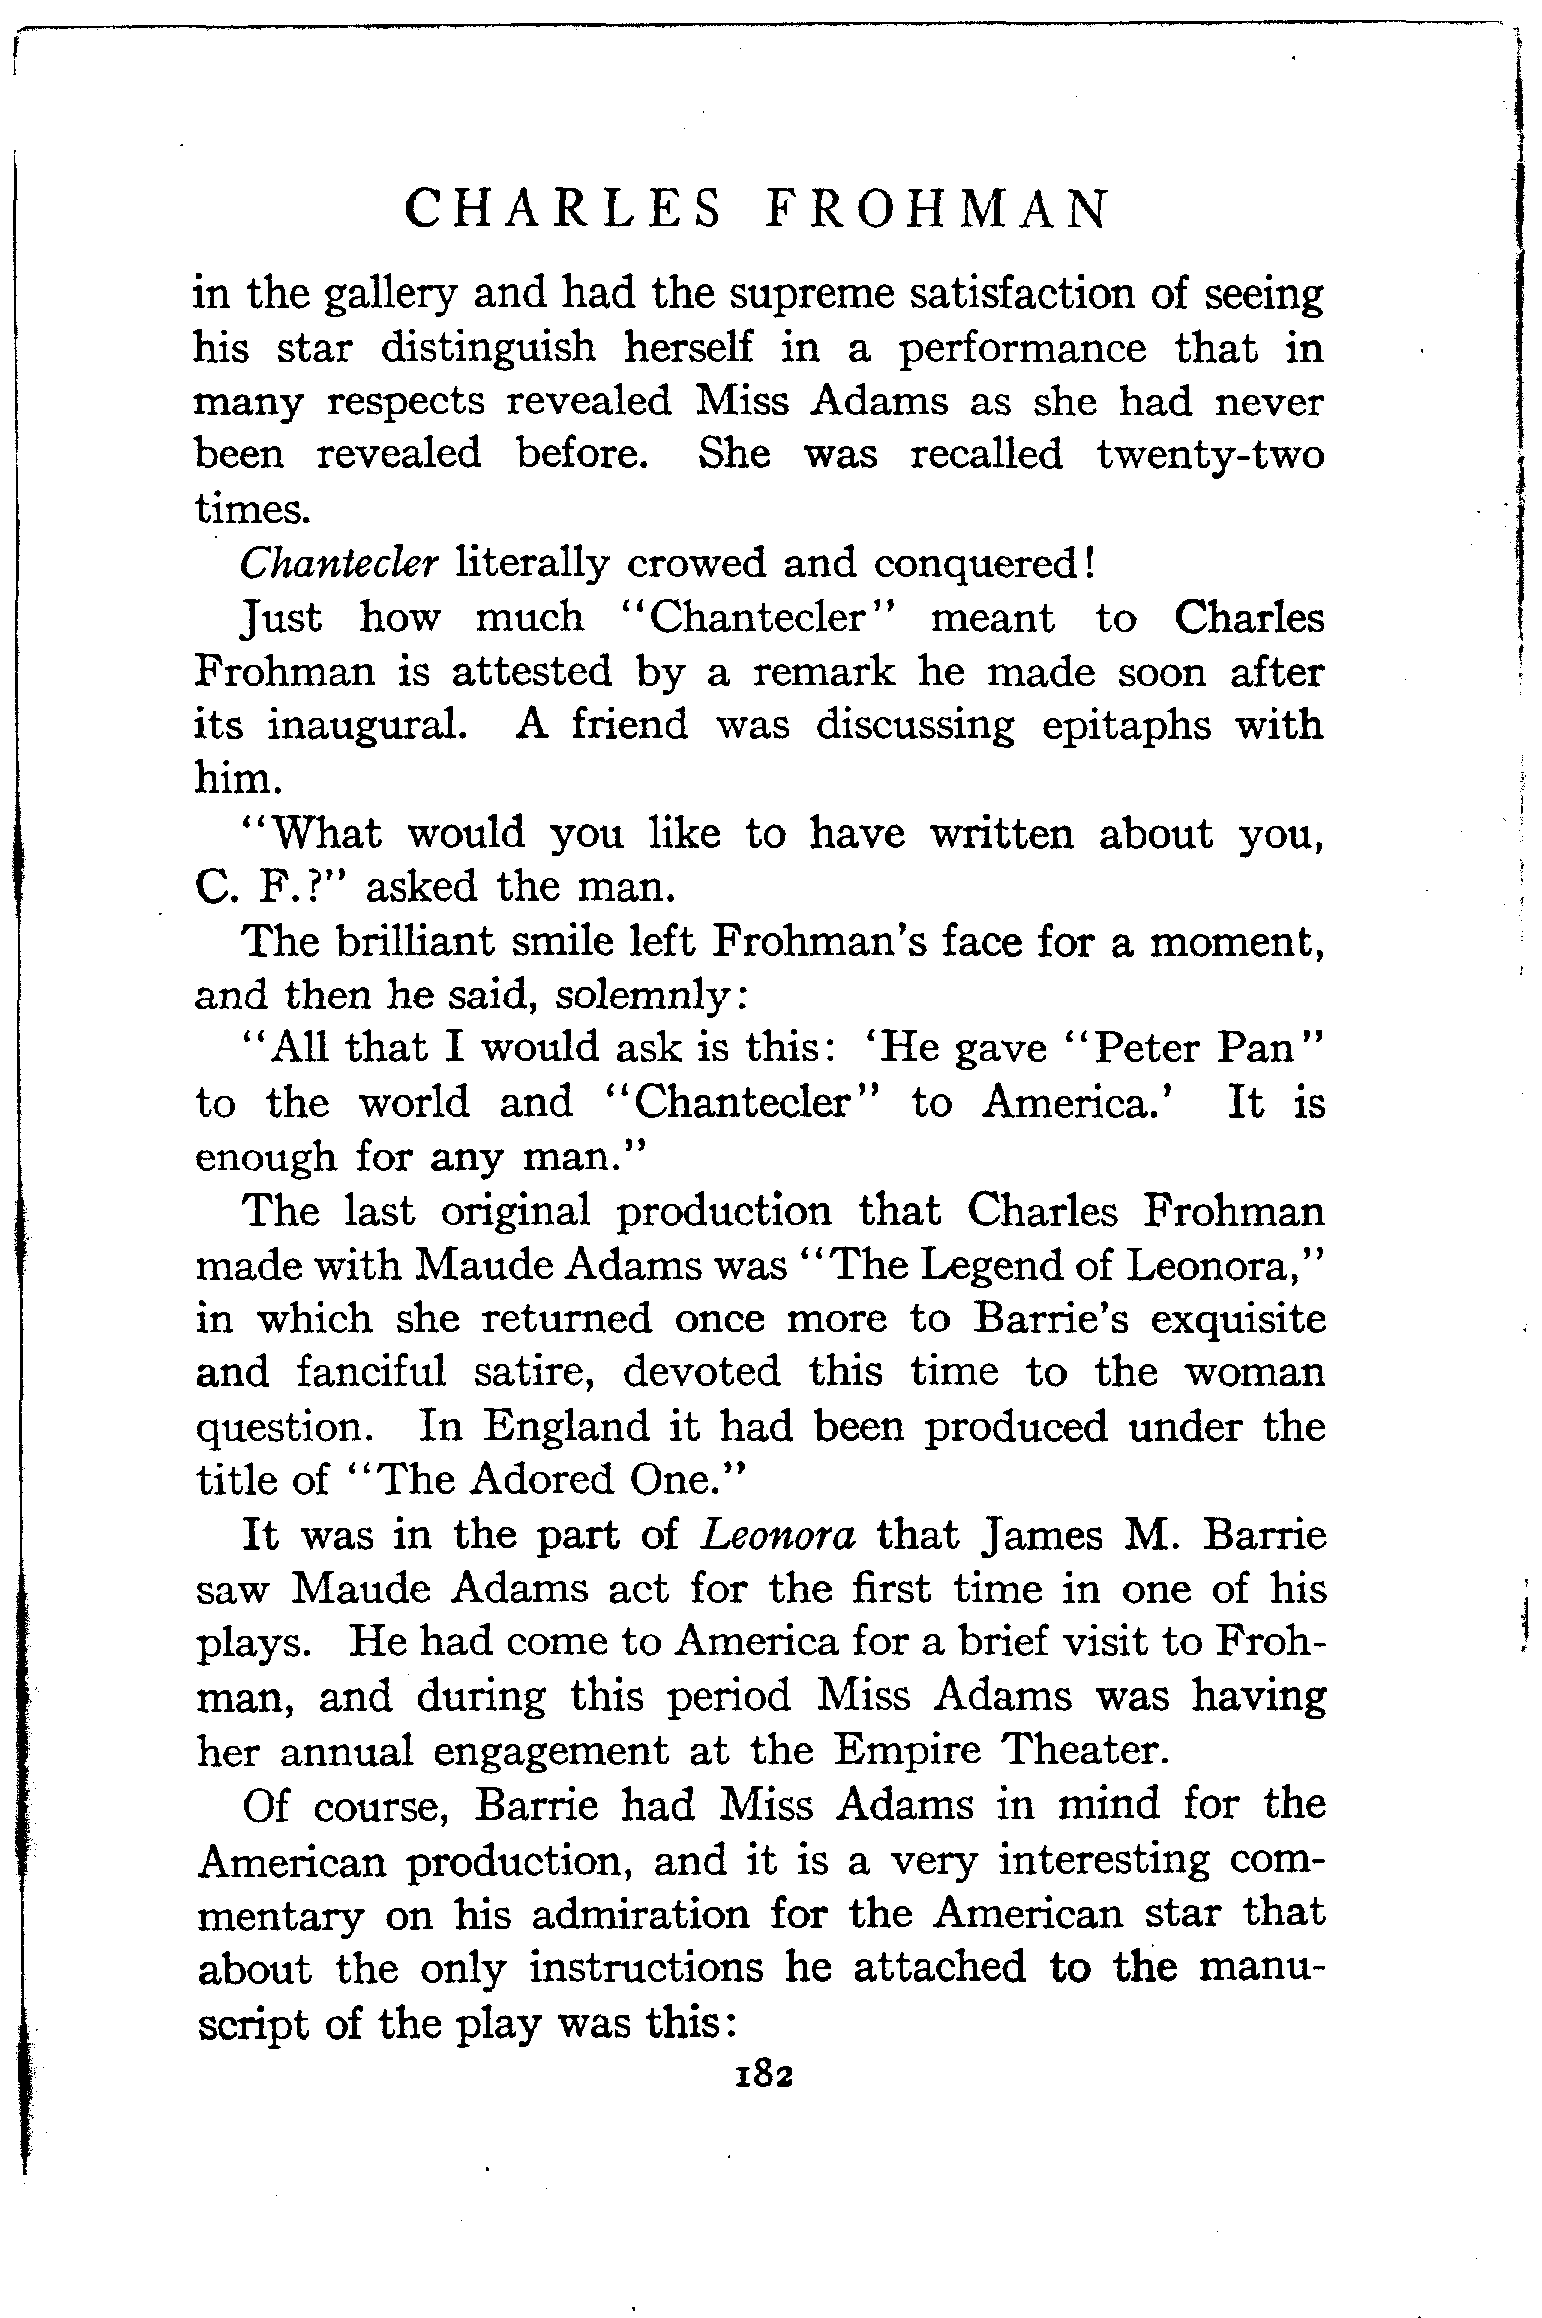 CHARLES FROHMAN
in the gallery and had the supreme satisfaction of seeing
his star distinguish herself in a performance that in
many respects revealed Miss Adams as she had never
been revealed before. She was recalled twenty-two
times.
Chantecler literally crowed and conquered!
Just how much "Chantecler" meant to Charles
Frohman is attested by a remark he made soon after
its inaugural. A friend was discussing epitaphs with
him.
"What would you like to have written about you,
C. F.?" asked the man.
The brilliant smile left Frohman's face for a moment,
and then he said, solemnly:
"All that I would ask is this: 'He gave "Peter Pan"
to the world and "Chantecler" to America.' It is
enough for any man."
The last original production that Charles Frohman
made with Maude Adams was "The Legend of Leonora,"
in which she returned once more to Barrie's exquisite
and fanciful satire, devoted this time to the woman
question. In England it had been produced under the
title of "The Adored One."
It was in the part of Leonora that James M. Barrie
saw Maude Adams act for the first time in one of his
plays. He had come to America for a brief visit to Froh-
man, and during this period Miss Adams was having
her annual engagement at the Empire Theater.
Of course, Barrie had Miss Adams in mind for the
American production, and it is a very interesting com-
mentary on his admiration for the American star that
about the only instructions he attached to the manu-
script of the play was this:
182